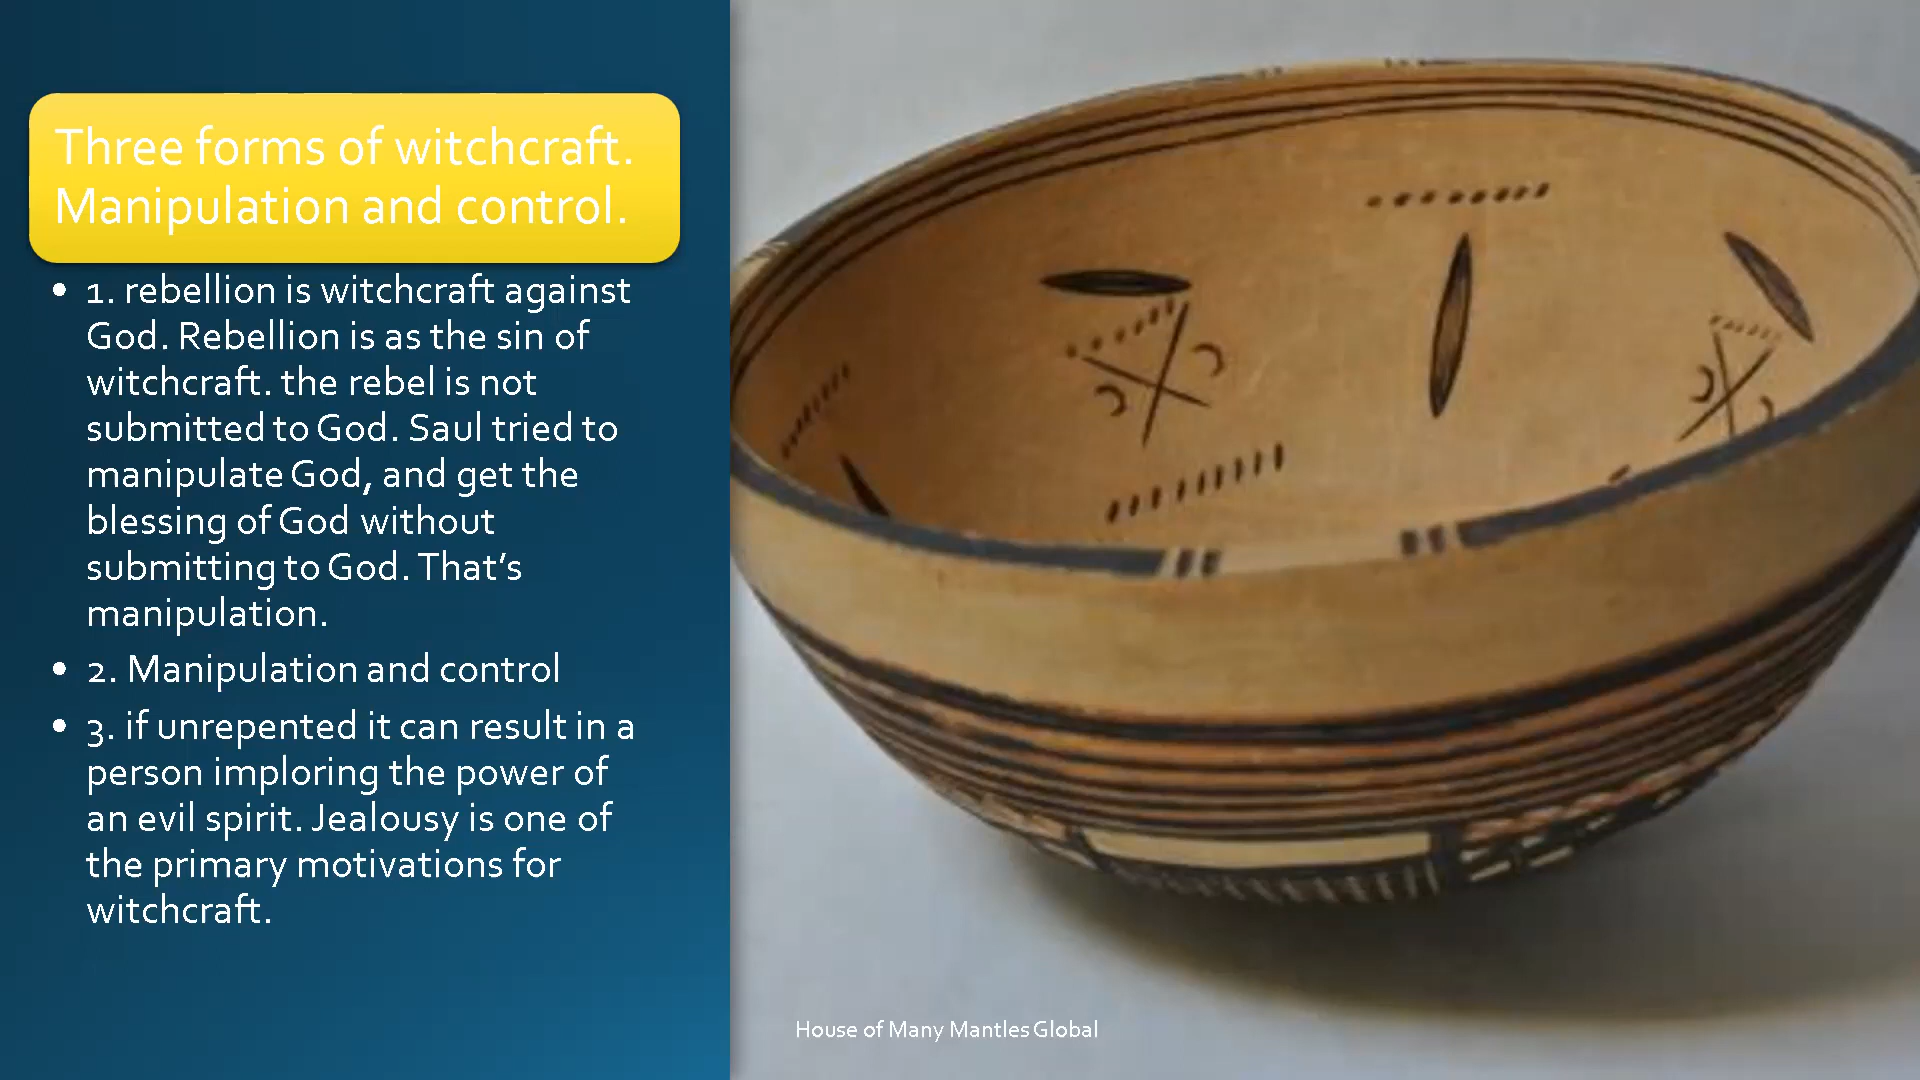 Three forms of witchcraft.
Manipulation and control.
• 1. rebellion is witchcraft against
God. Rebellion is as the sin of
witchcraft. the rebel is not
submitted to God. Saul tried to
manipulate God, and get the
blessing of God without
submitting to God. That’s
manipulation.
• 2. Manipulation and control
• 3. if unrepented it can result in a
person imploring the power of
an evil spirit. Jealousy is one of
the primary motivations for
witchcraft.
House of Many Mantles Global